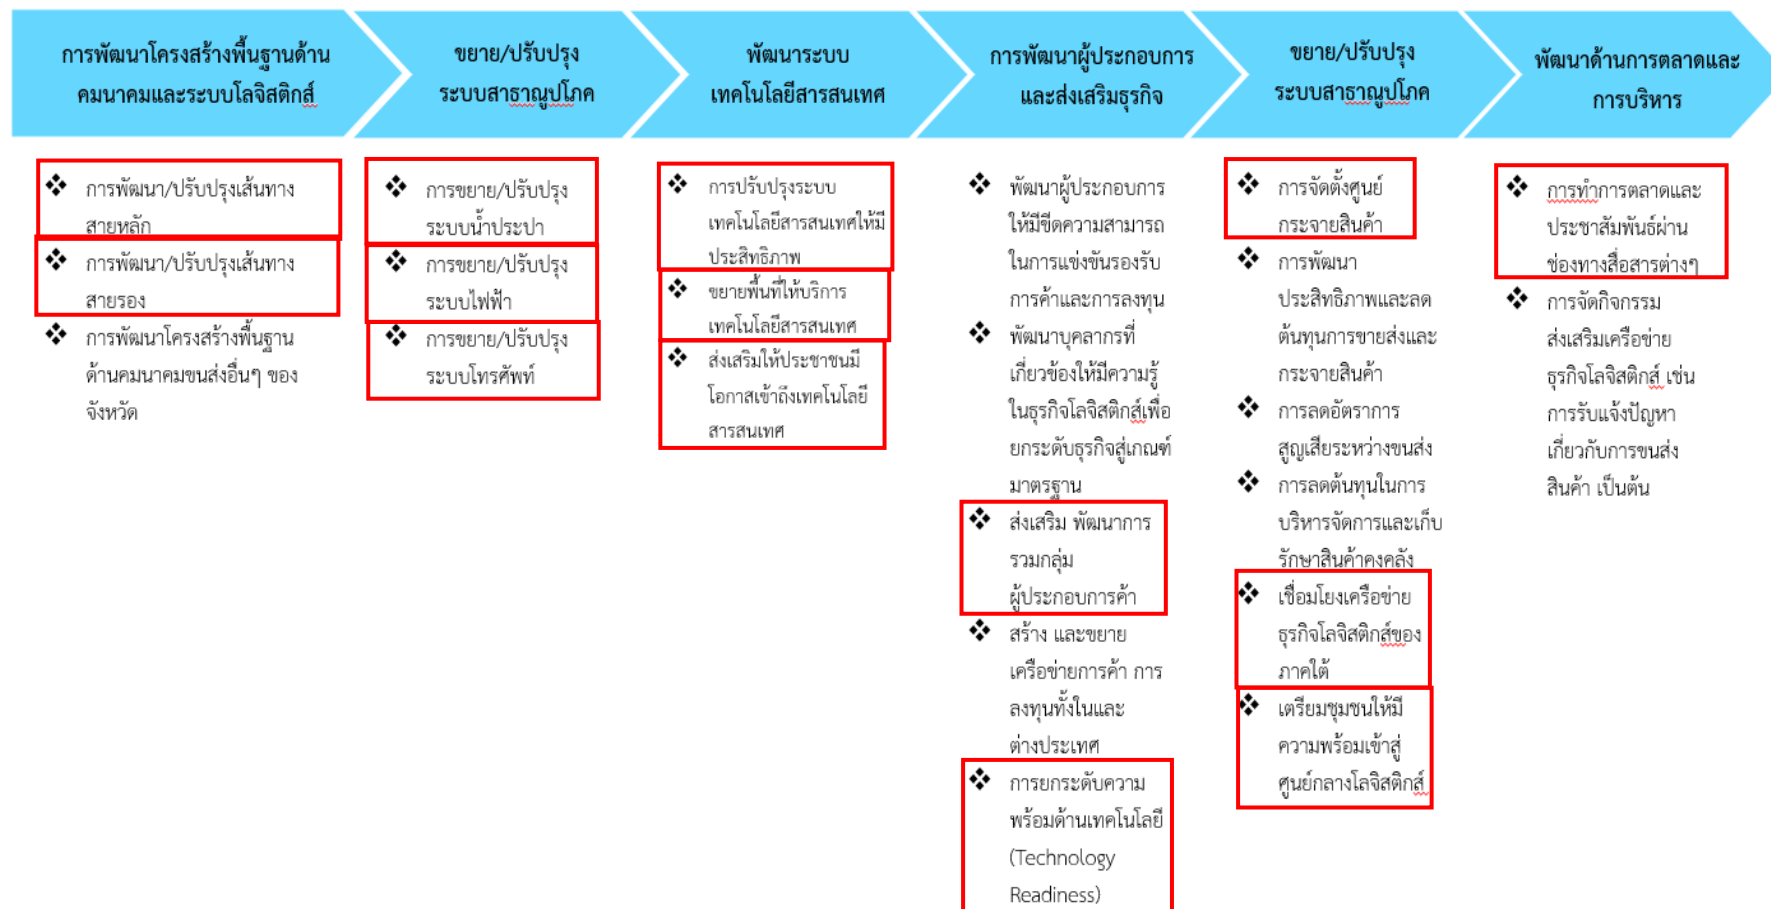 การพัฒนาโครงสร้างพื้นฐานด้าน
คมนาคมและระบบโลจิสติกส์
ขยาย/ปรับปรุง
ระบบสาธาณูปโภค
พัฒนาระบบ
เทคโนโลยีสารสนเทศ
การพัฒนาผู้ประกอบการ
และส่งเสริมธุรกิจ
ขยาย/ปรับปรุง
ระบบสาธาณูปโภค
พัฒนาด้านการตลาดและ
การบริหาร
❖ การพัฒนา/ปรับปรุงเส้นทาง
สายหลัก
❖ การพัฒนา/ปรับปรุงเส้นทาง
สายรอง
❖ การพัฒนาโครงสร้างพื้นฐาน
ด้านคมนาคมขนส่งอื่นๆ ของ
จังหวัด
❖ การขยาย/ปรับปรุง
ระบบน้ำประปา
❖ การขยาย/ปรับปรุง
ระบบไฟฟ้า
❖ การขยาย/ปรับปรุง
ระบบโทรศัพท์
❖ การปรับปรุงระบบ
เทคโนโลยีสารสนเทศให้มี
ประสิทธิภาพ
❖ ขยายพื้นที่ให้บริการ
เทคโนโลยีสารสนเทศ
❖ ส่งเสริมให้ประชาชนมี
โอกาสเข้าถึงเทคโนโลยี
สารสนเทศ
❖ พัฒนาผู้ประกอบการ
ให้มีขีดความสามารถ
ในการแข่งขันรองรับ
การค้าและการลงทุน
❖ พัฒนาบุคลากรที่
เกี่ยวข้องให้มีความรู้
ในธุรกิจโลจิสติกส์เพื่อ
ยกระดับธุรกิจสู่เกณฑ์
มาตรฐาน
❖ ส่งเสริม พัฒนาการ
รวมกลุ่ม
ผู้ประกอบการค้า
❖ สร้าง และขยาย
เครือข่ายการค้า การ
ลงทุนทั้งในและ
ต่างประเทศ
❖ การยกระดับความ
พร้อมด้านเทคโนโลยี
(Technology
Readiness)
❖ การจัดตั้งศูนย์
กระจายสินค้า
❖ การพัฒนา
ประสิทธิภาพและลด
ต้นทุนการขายส่งและ
กระจายสินค้า
❖ การลดอัตราการ
สูญเสียระหว่างขนส่ง
❖ การลดต้นทุนในการ
บริหารจัดการและเก็บ
รักษาสินค้าคงคลัง
❖ เชื่อมโยงเครือข่าย
ธุรกิจโลจิสติกส์ของ
ภาคใต้
❖ เตรียมชุมชนให้มี
ความพร้อมเข้าสู่
ศูนย์กลางโลจิสติกส์
❖ การทำการตลาดและ
ประชาสัมพันธ์ผ่าน
ช่องทางสื่อสารต่างๆ
❖ การจัดกิจกรรม
ส่งเสริมเครือข่าย
ธุรกิจโลจิสติกส์ เช่น
การรับแจ้งปัญหา
เกี่ยวกับการขนส่ง
สินค้า เป็นต้น